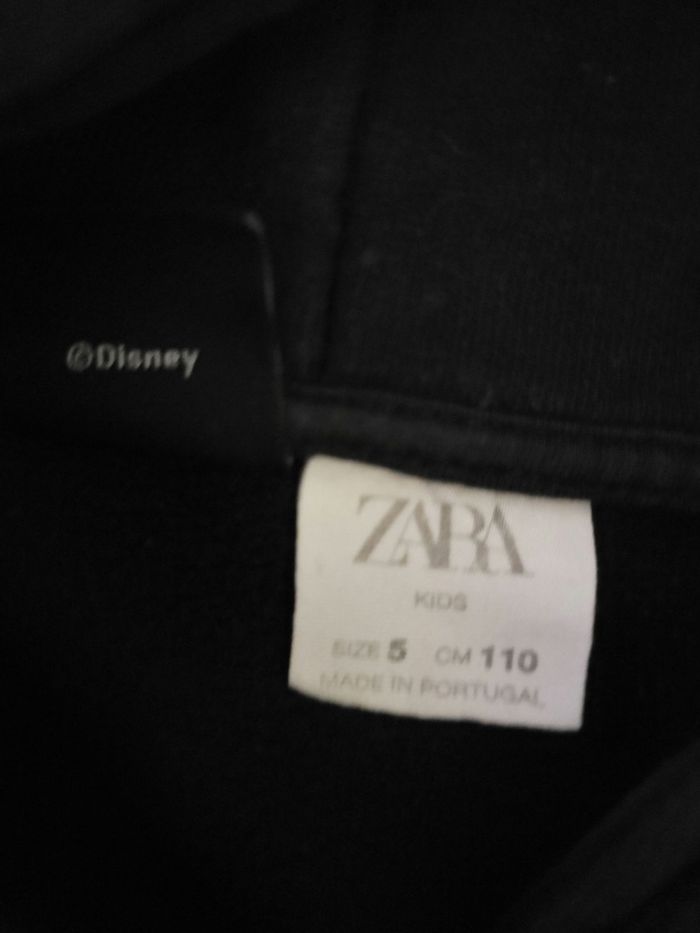 ©Disney
ZARA
KIDS
SIZE 5 CM 110
MADE IN PORTUGAL